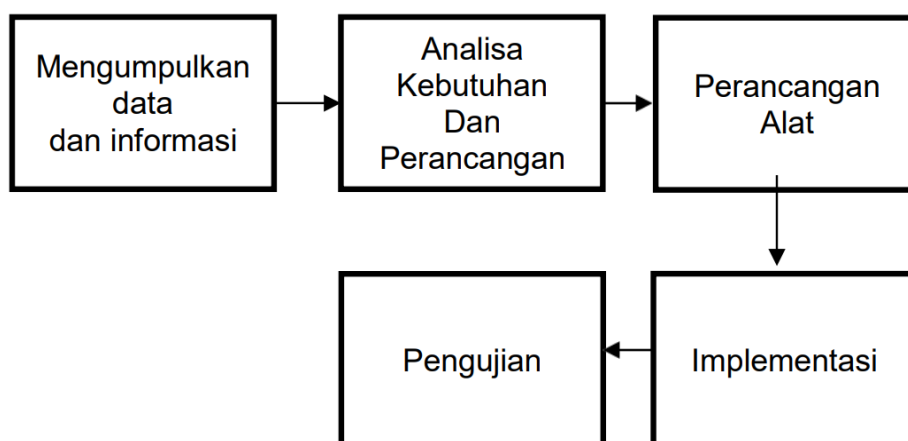 Mengumpulkan
data
dan informasi
Analisa
Kebutuhan
Dan
Perancangan
Perancangan
Alat
Implementasi
Pengujian